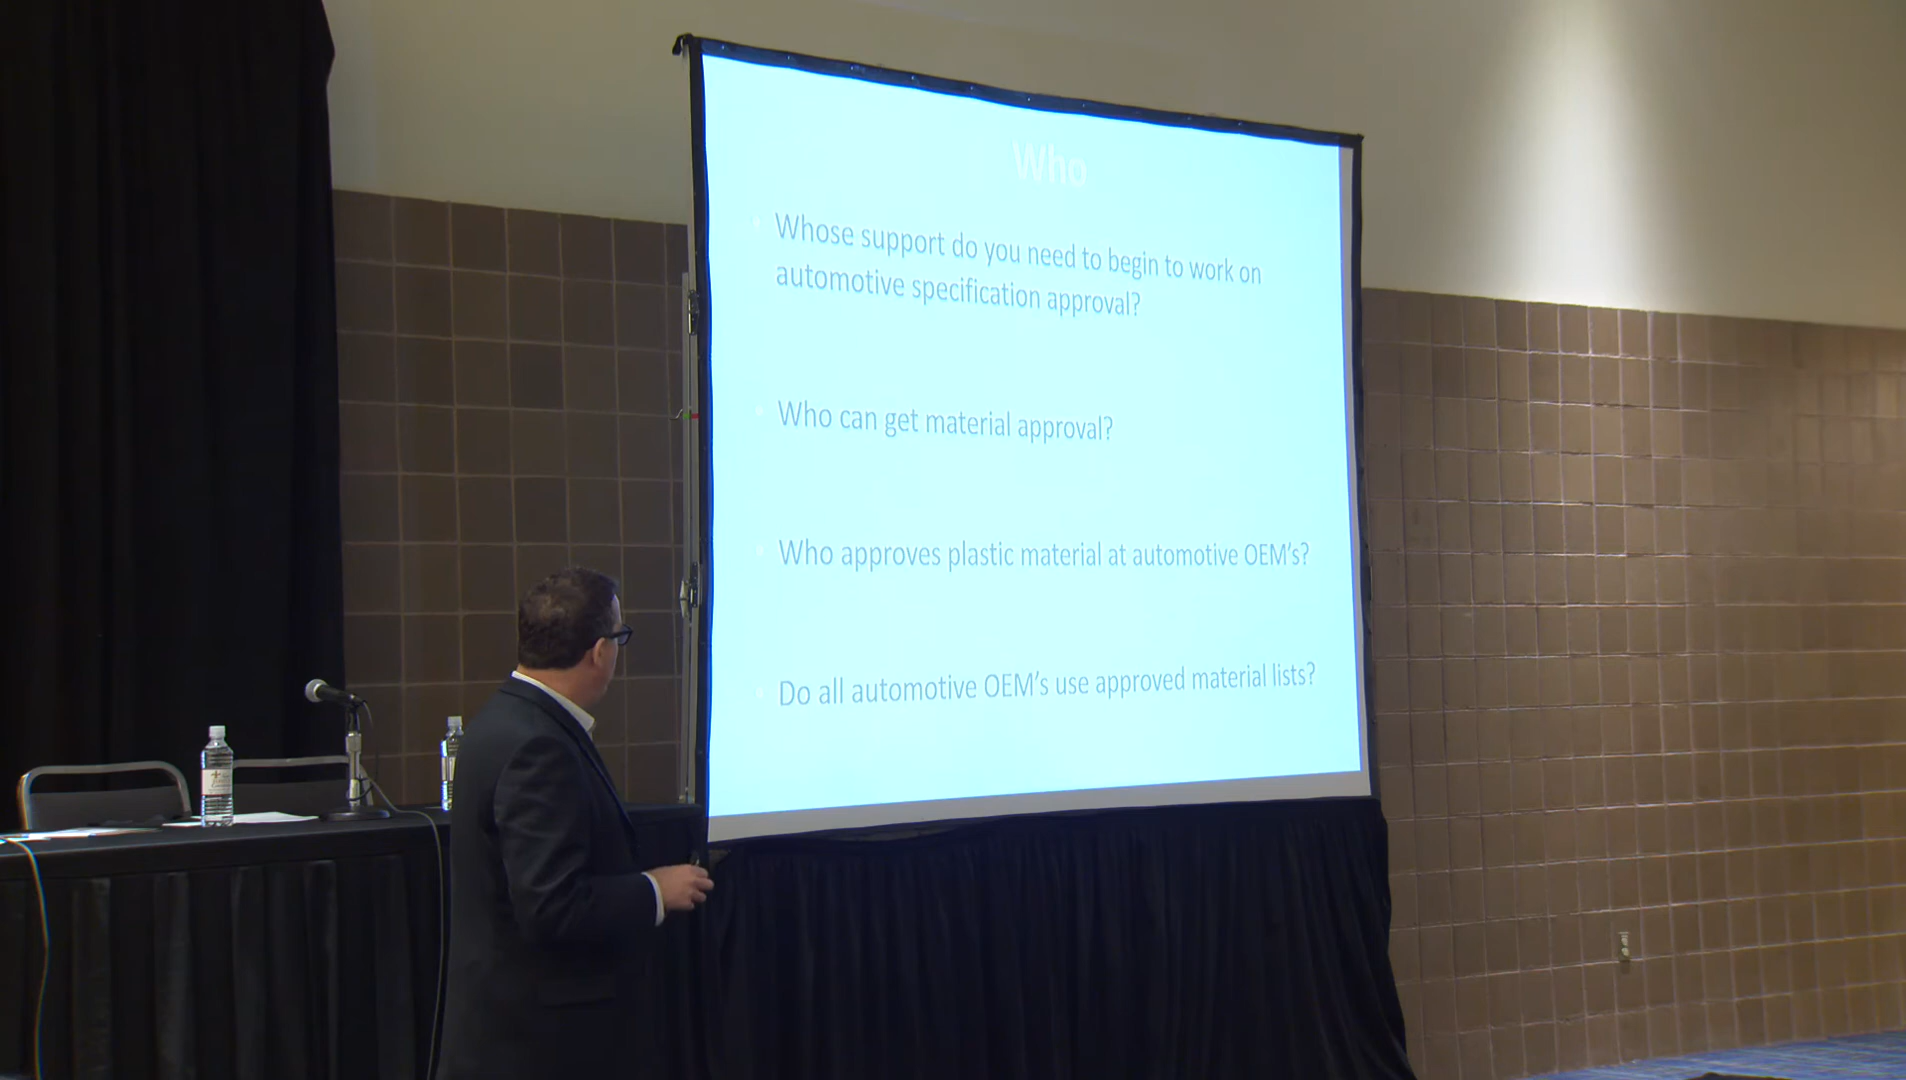 Who
Whose support do you need to begin to work on
automotive specification approval?
Who can get material approval?
Who approves plastic material at automotive OEM's?
Do all automotive OEM's use approved material lists?